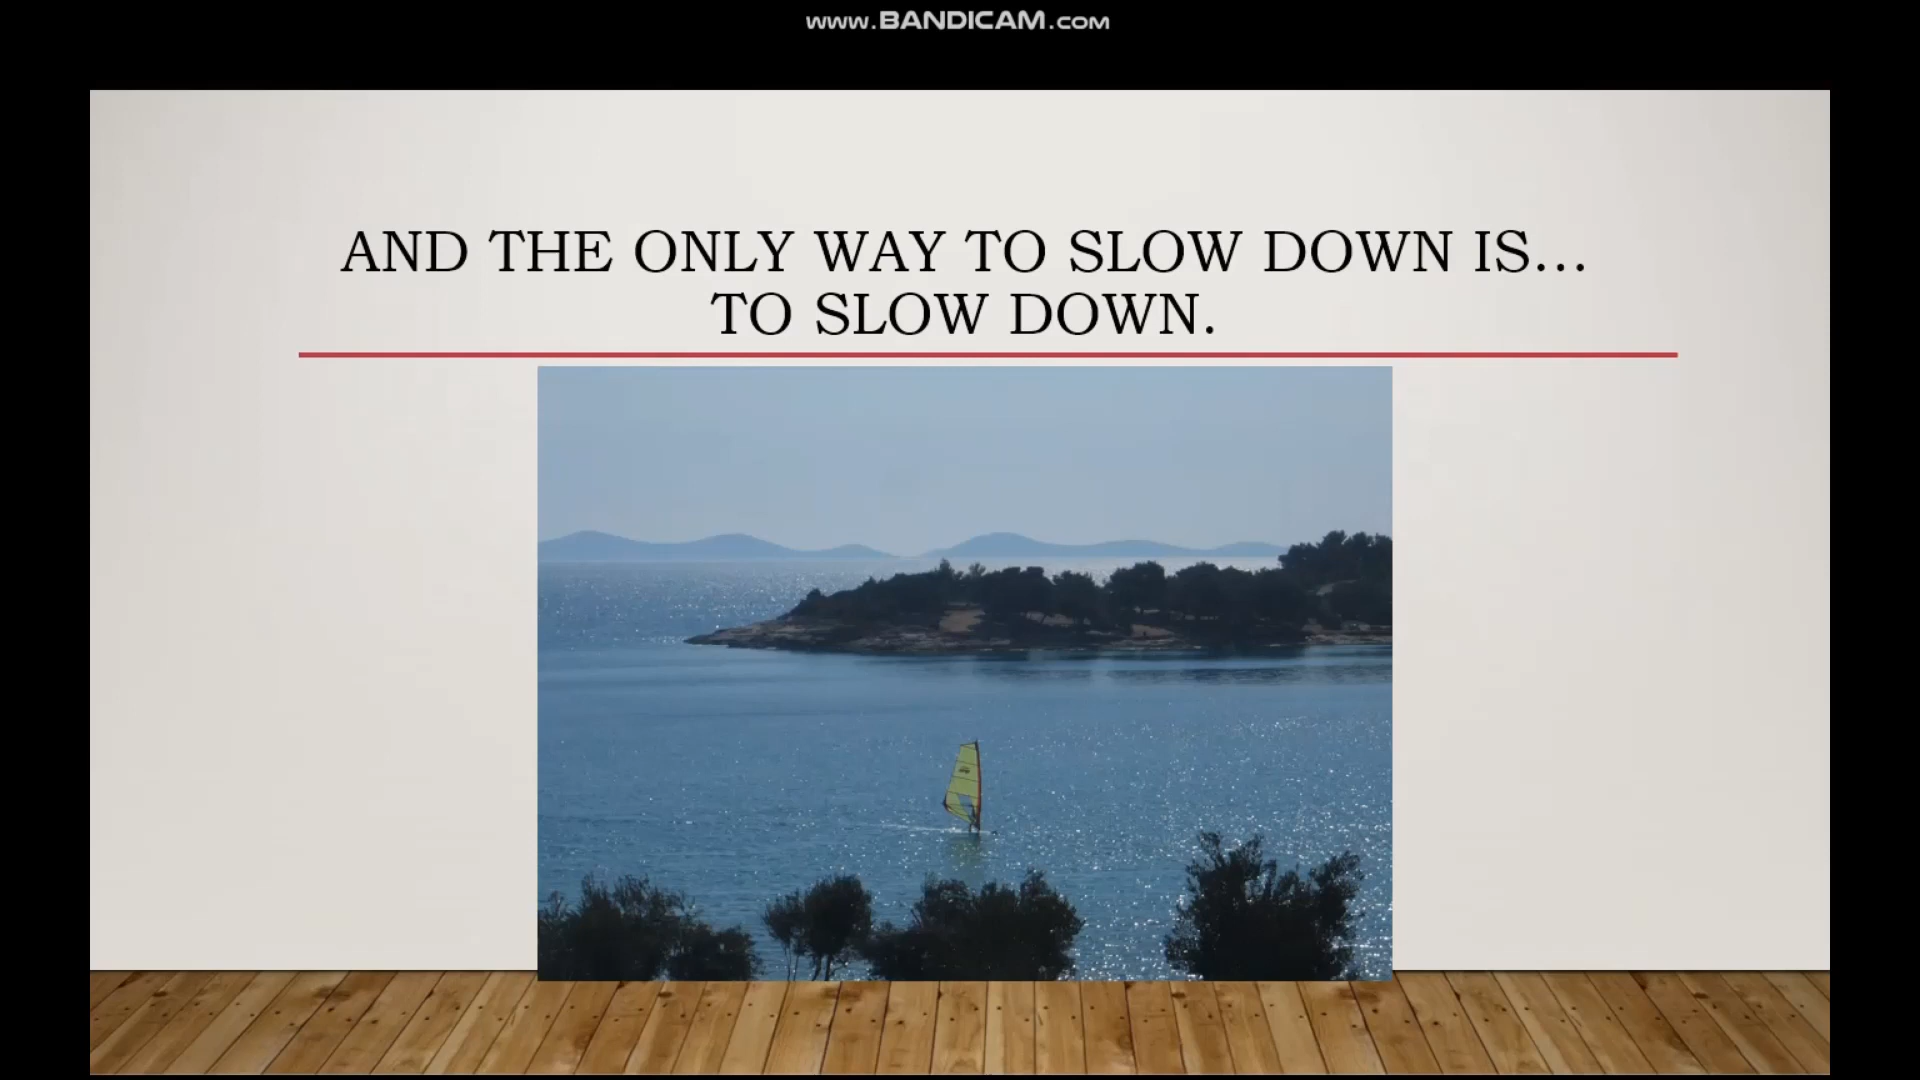 www.BANDICAM.com
AND THE ONLY WAY TO SLOW DOWN IS...
TO SLOW DOWN.